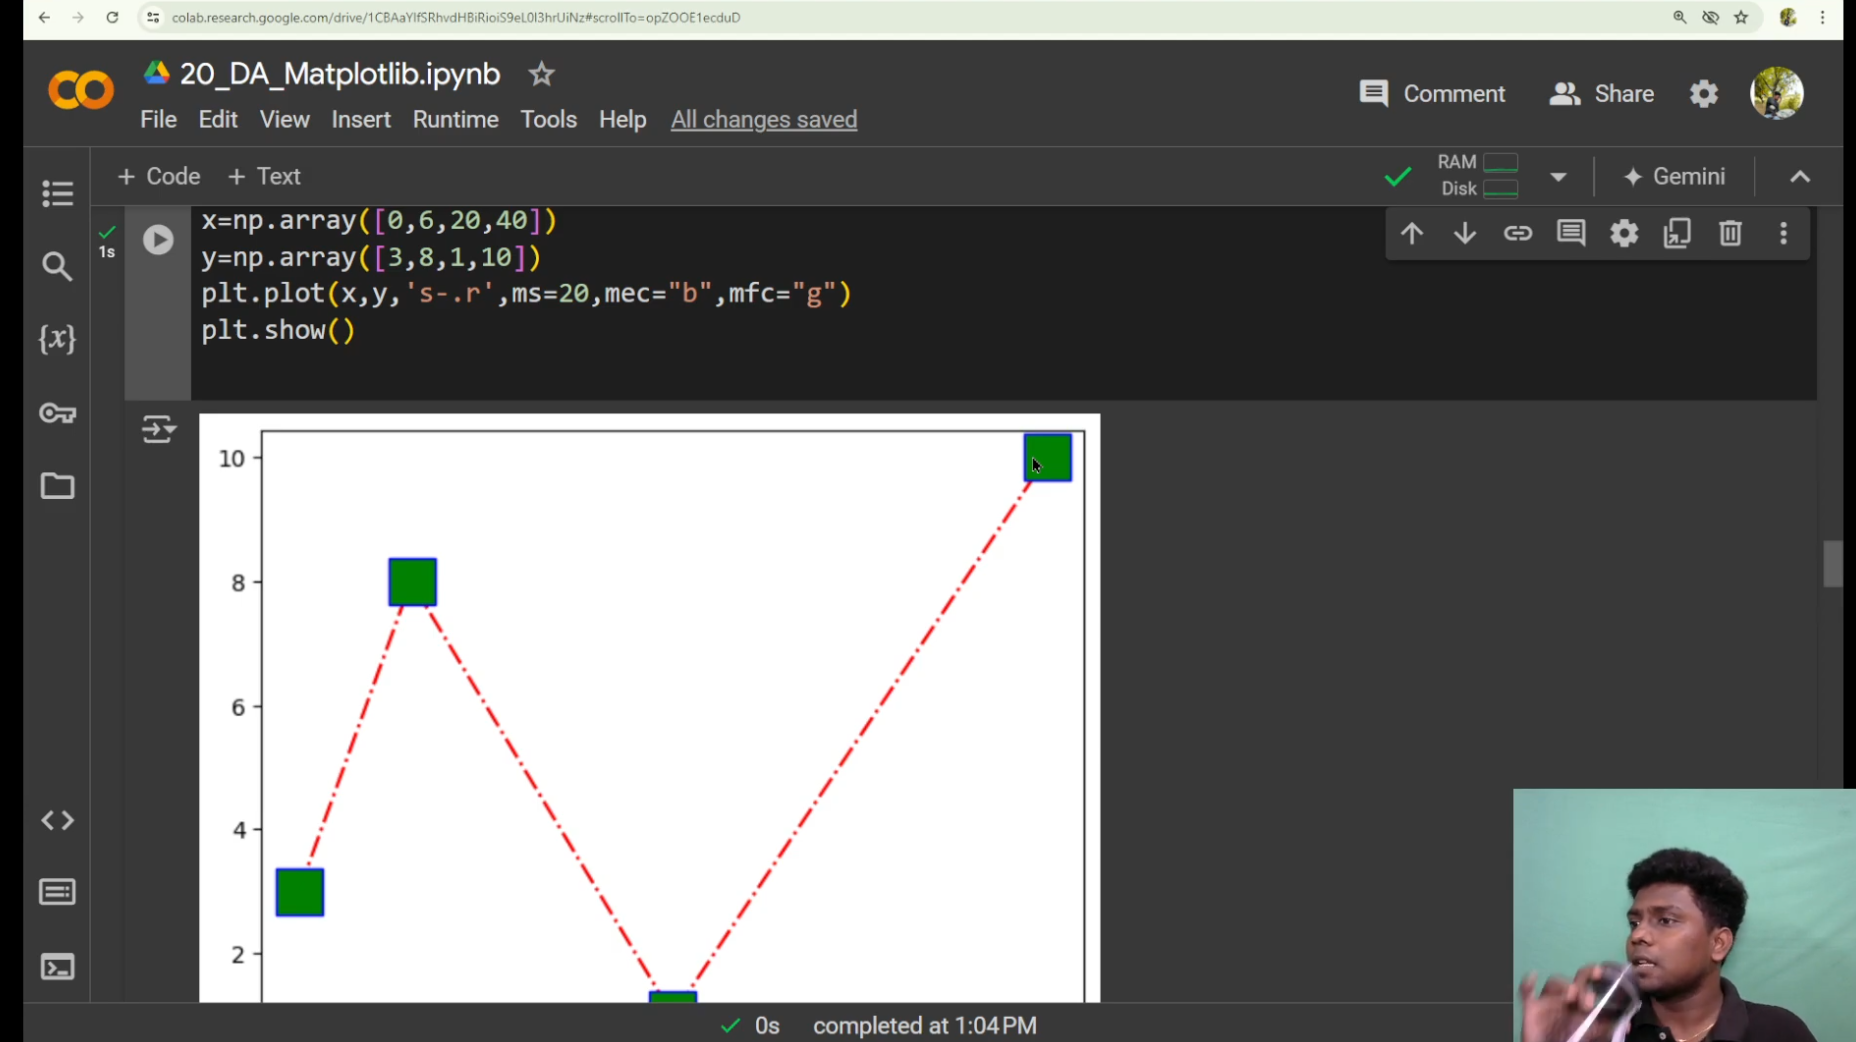 colab.research.google.com/drive/1CBAaYlfSRhvdHBiRioiS9eL0l3hrUiNz#scrollTo=opZOOE1ecduD
20_DA_Matplotlib.ipynb
File Edit View Insert Runtime Tools Help All changes saved
Comment Share
+ Code + Text
RAM
Disk
Gemini
1s
x=np.array([0,6,20,40])
y=np.array([3,8,1,10])
plt.plot(x,y,'s-.r',ms=20,mec="b",mfc="g")
plt.show()
10
8
6
4
2
0s completed at 1:04 PM